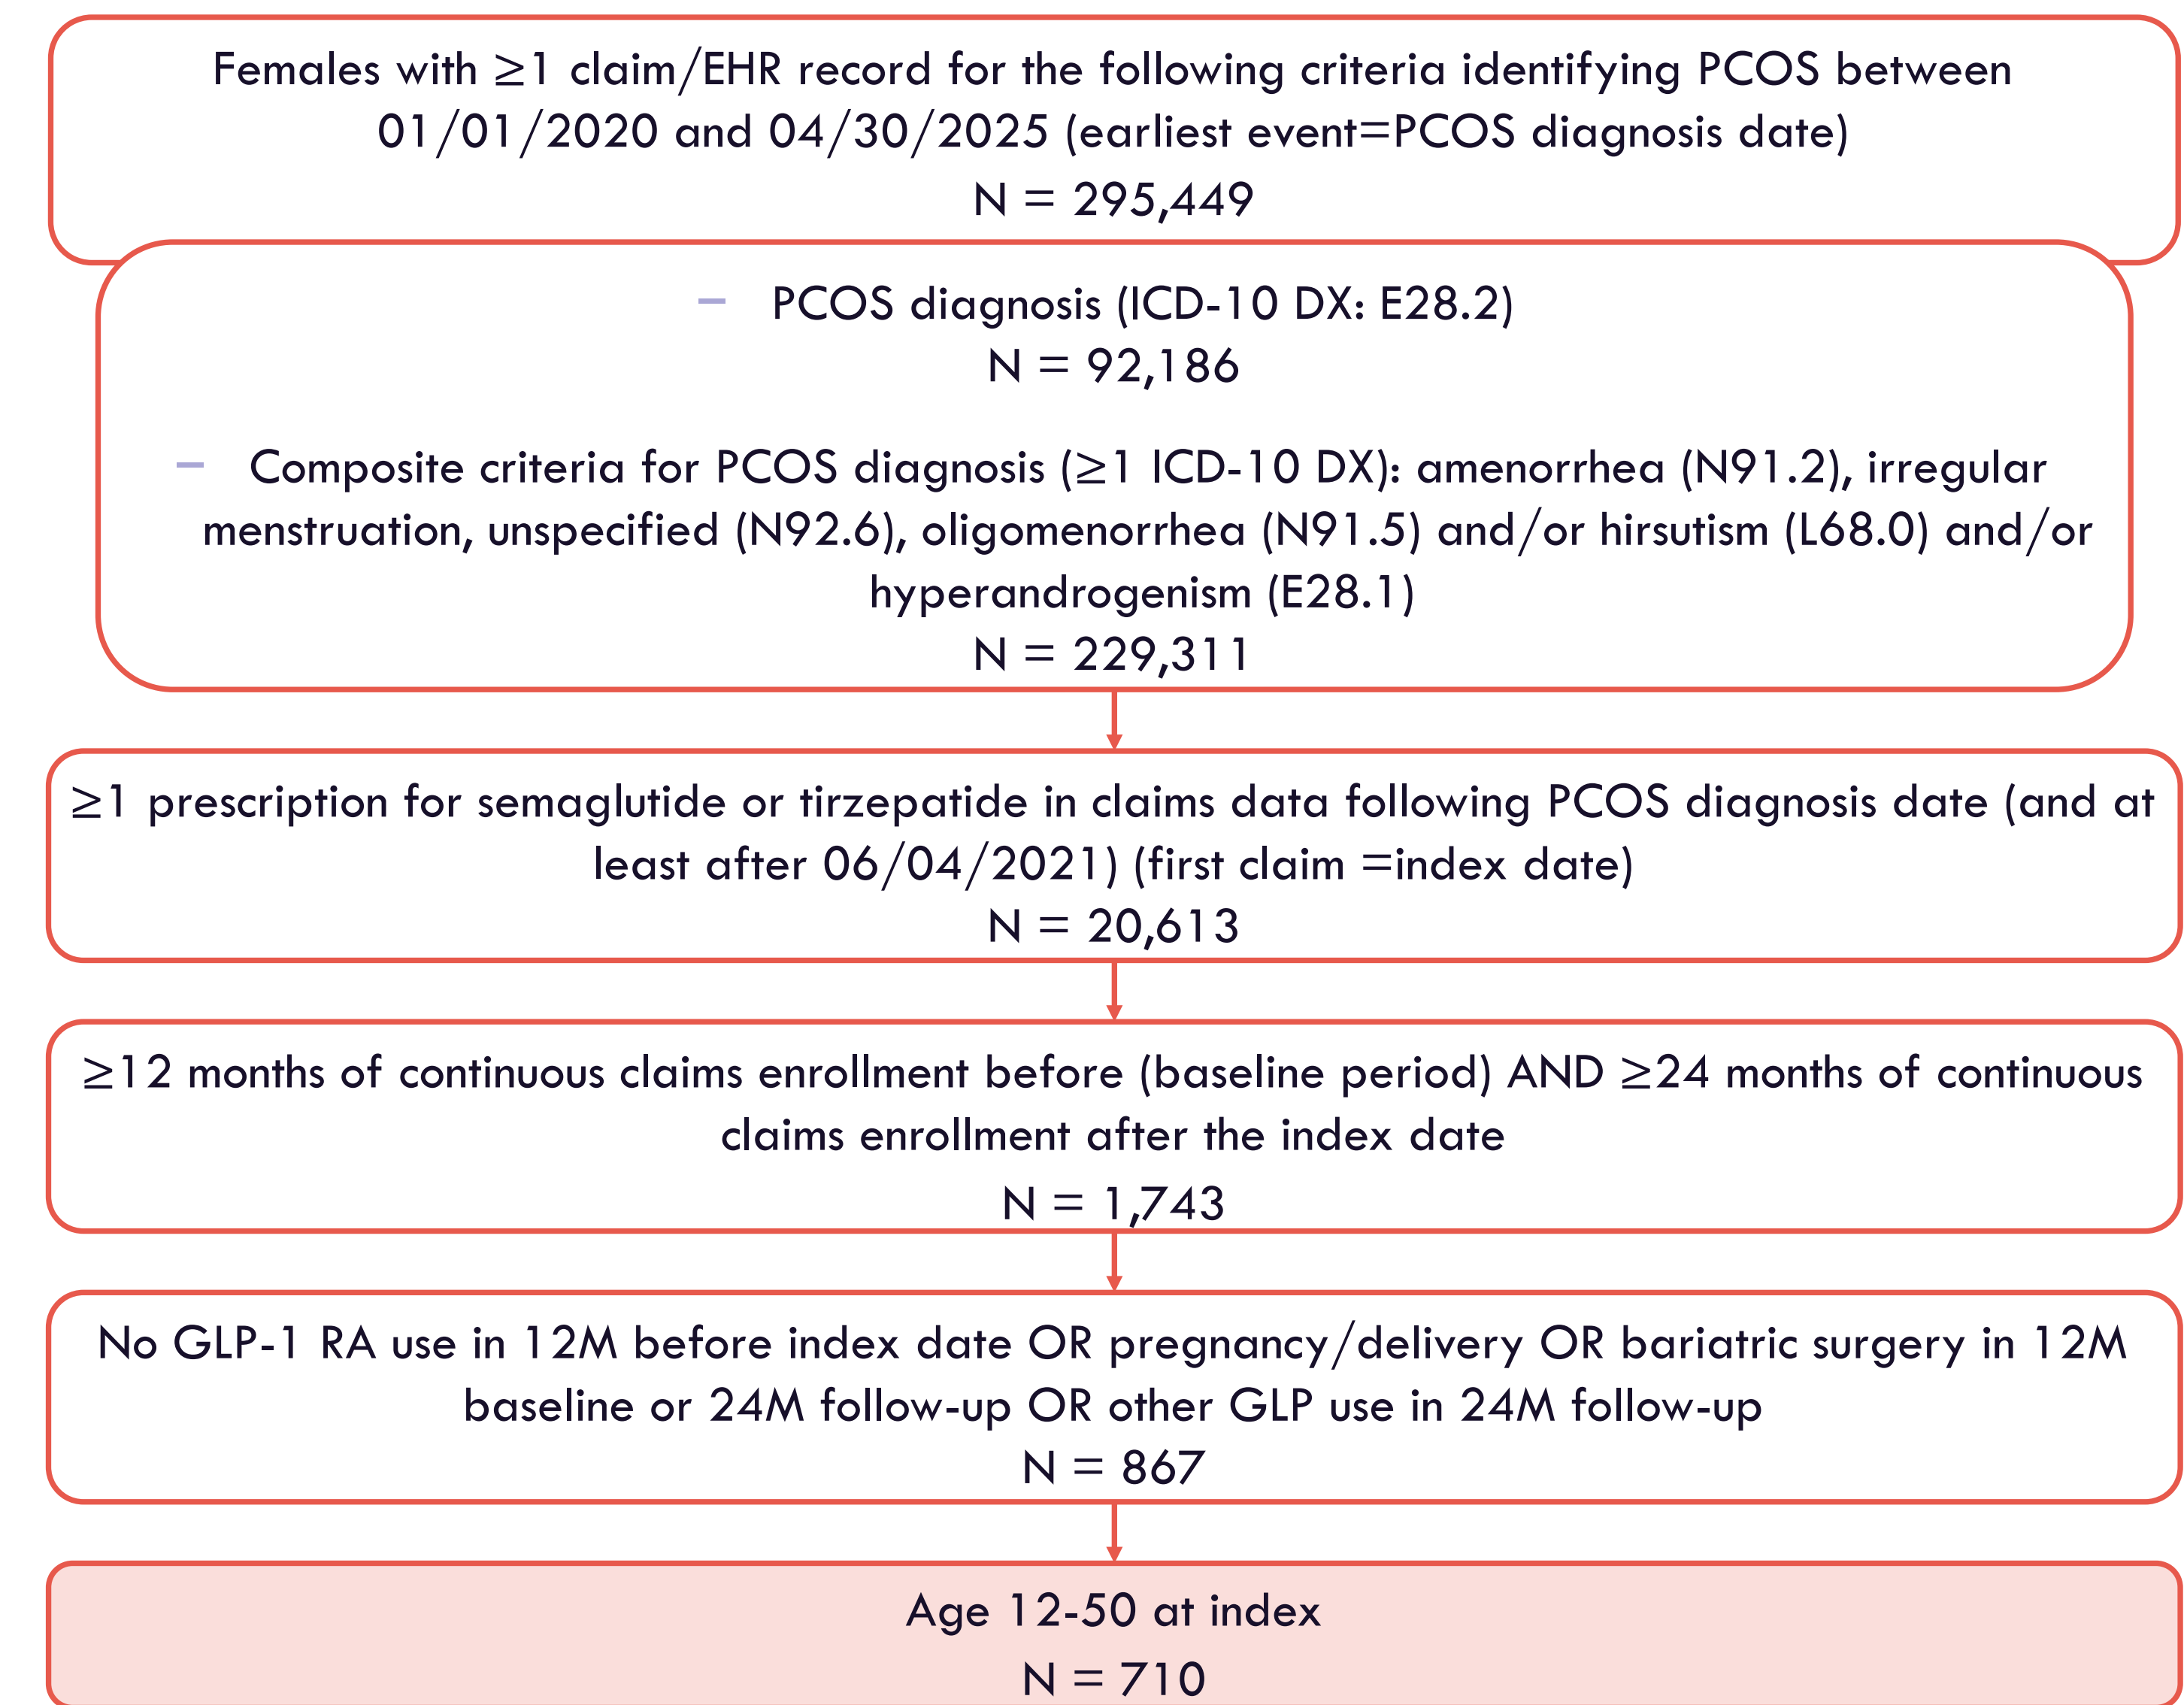 Females with ≥1 claim/EHR record for the following criteria identifying PCOS between
01/01/2020 and 04/30/2025 (earliest event=PCOS diagnosis date)
N = 295,449
– PCOS diagnosis (ICD-10 DX: E28.2)
N = 92,186
– Composite criteria for PCOS diagnosis (≥1 ICD-10 DX): amenorrhea (N91.2), irregular
menstruation, unspecified (N92.6), oligomenorrhea (N91.5) and/or hirsutism (L68.0) and/or
hyperandrogenism (E28.1)
N = 229,311
≥1 prescription for semaglutide or tirzepatide in claims data following PCOS diagnosis date (and at
least after 06/04/2021) (first claim =index date)
N = 20,613
≥12 months of continuous claims enrollment before (baseline period) AND ≥24 months of continuous
claims enrollment after the index date
N = 1,743
No GLP-1 RA use in 12M before index date OR pregnancy/delivery OR bariatric surgery in 12M
baseline or 24M follow-up OR other GLP use in 24M follow-up
N = 867
Age 12-50 at index
N = 710